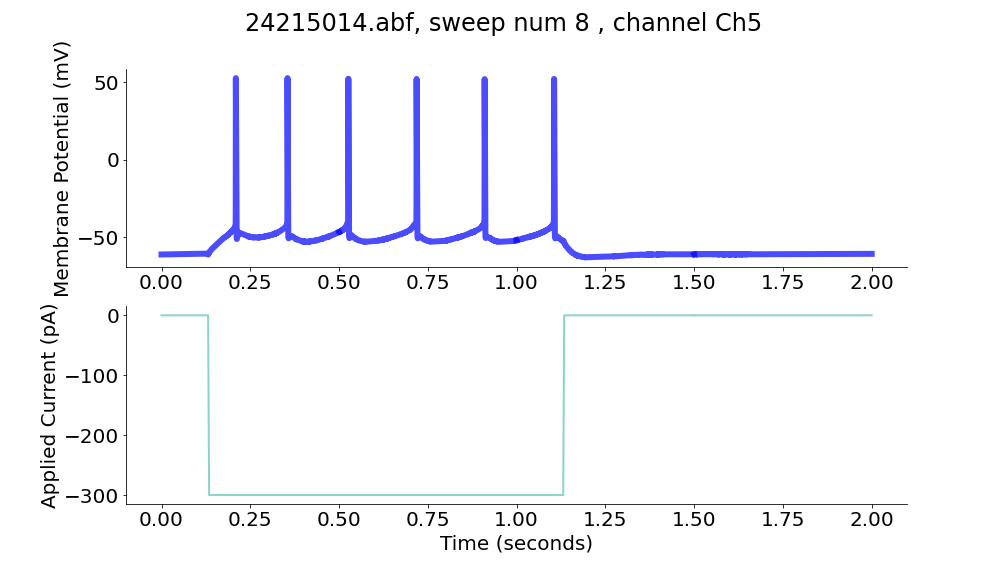 24215014.abf, sweep num 8 , channel Ch5
Membrane Potential (mV)
50
0
−50
0.00 0.25 0.50 0.75 1.00 1.25 1.50 1.75 2.00
Applied Current (pA)
0
−100
−200
−300
0.00 0.25 0.50 0.75 1.00 1.25 1.50 1.75 2.00
Time (seconds)